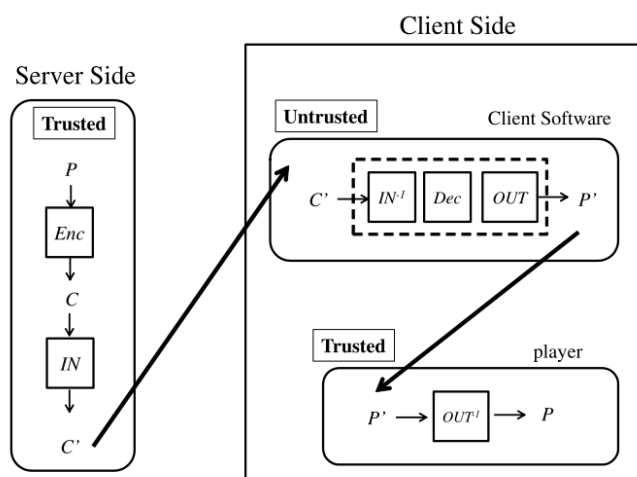 Client Side
Server Side
Trusted
P
Enc
C
IN
C'
Untrusted
Client Software
C' IN⁻¹ Dec OUT P'
Trusted
player
P' OUT⁻¹ P